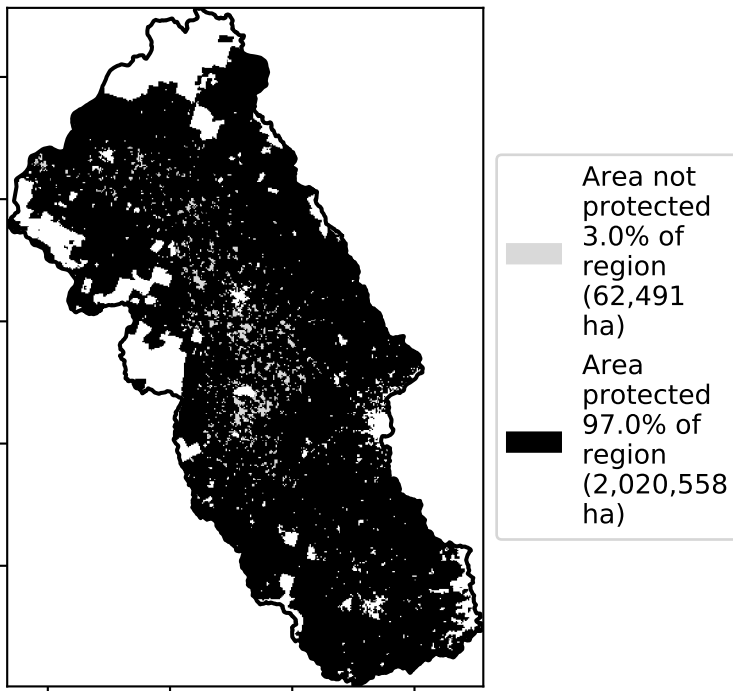 Area not
protected
3.0% of
region
(62,491
ha)
Area
protected
97.0% of
region
(2,020,558
ha)